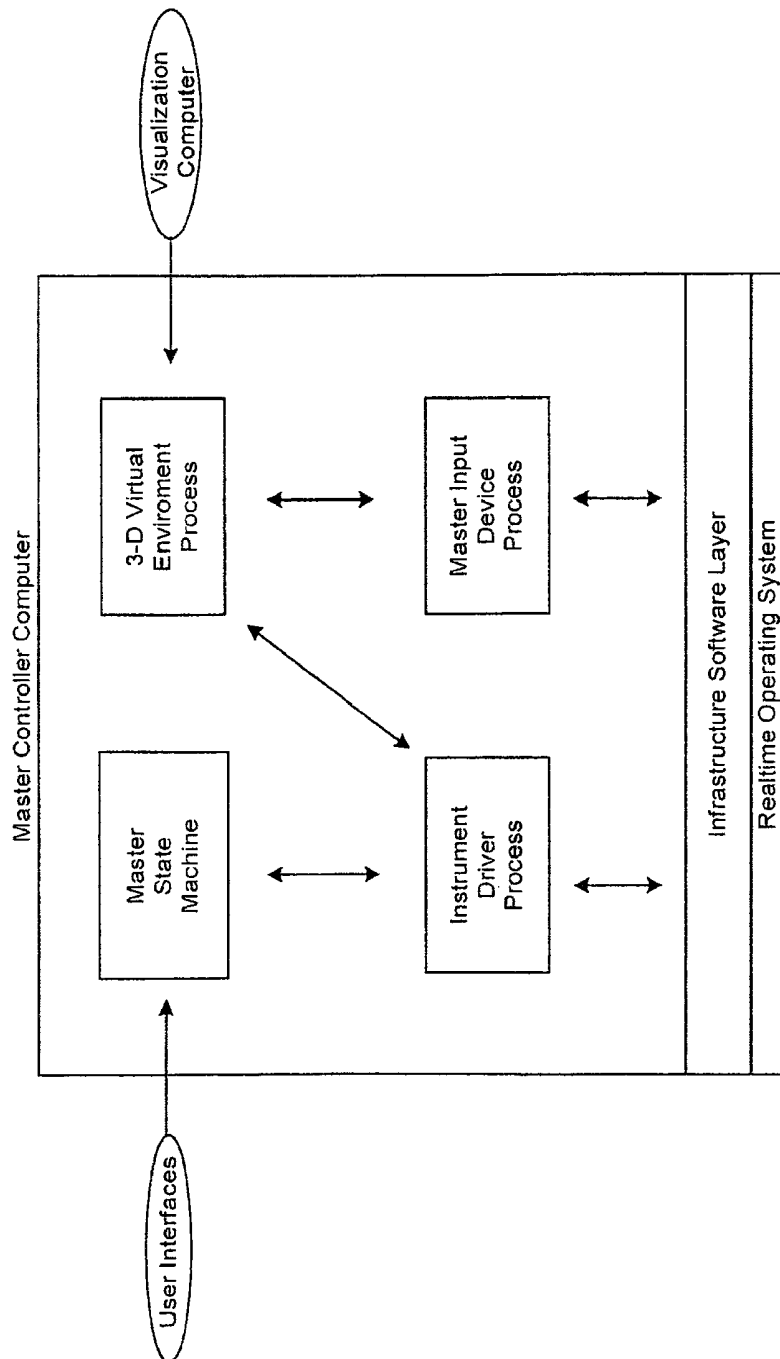 Master Controller Computer
User Interfaces
Master
State
Machine
3-D Virtual
Enviroment
Process
Visualization
Computer
Instrument
Driver
Process
Master Input
Device
Process
Infrastructure Software Layer
Realtime Operating System